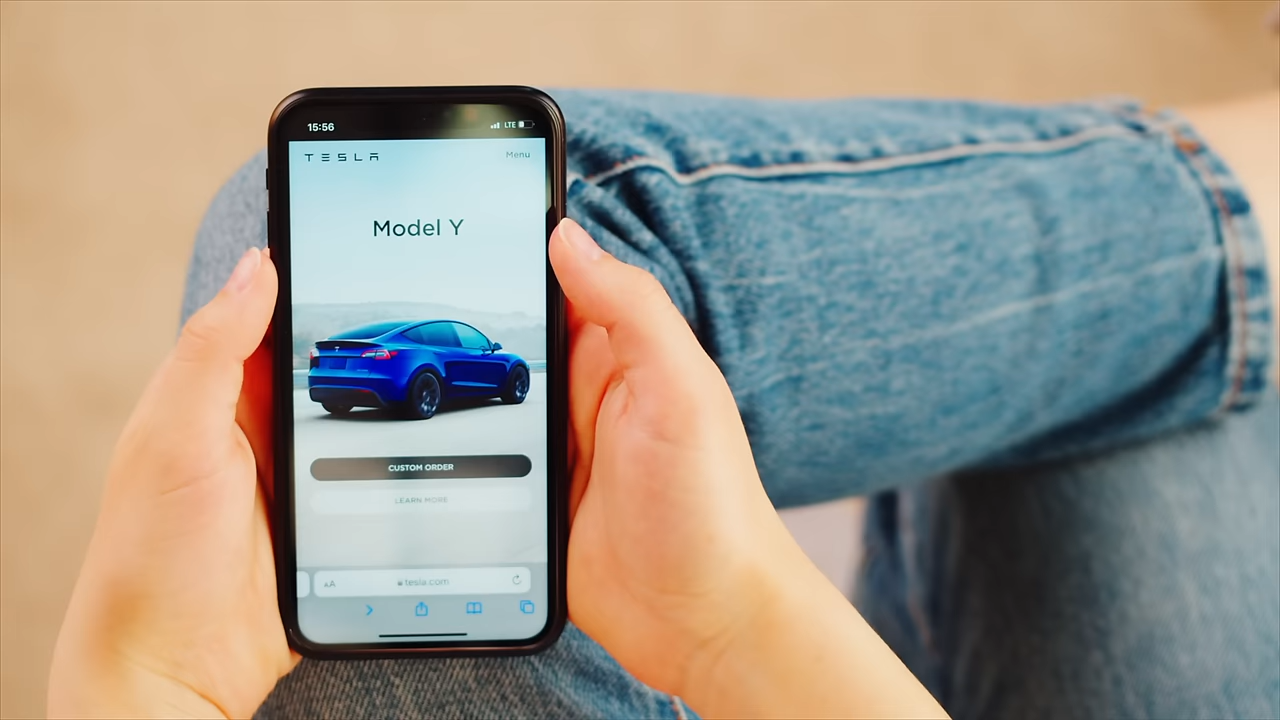 15:56 LTE
TESLA Menu
Model Y
CUSTOM ORDER
LEARN MORE
AA tesla.com